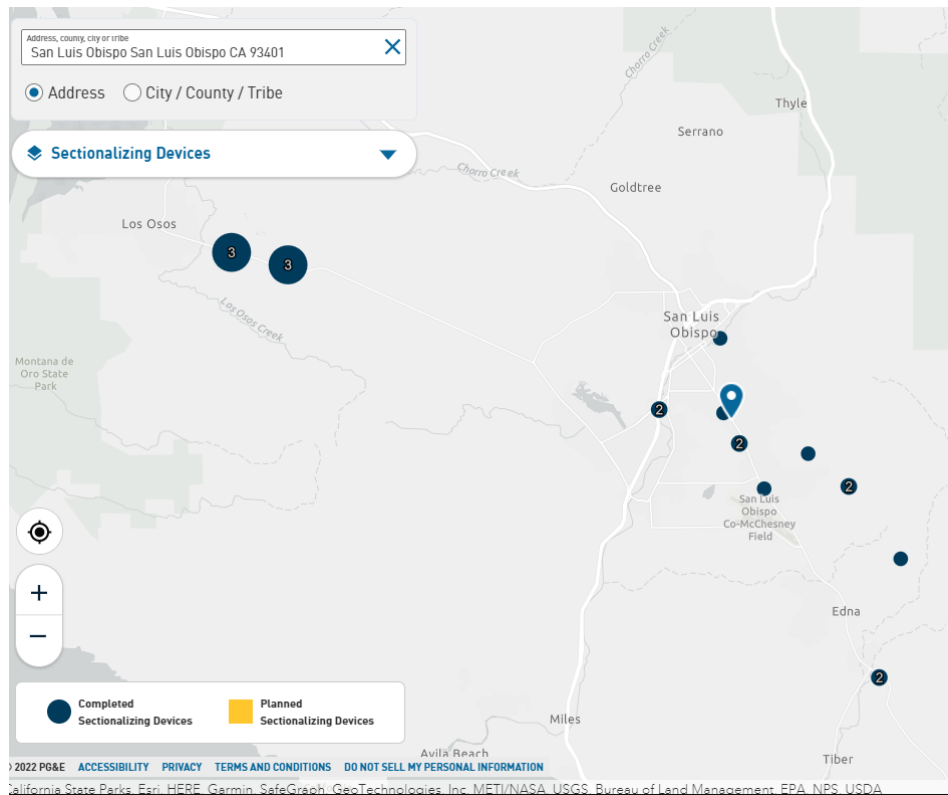 Address, county, city or tribe
San Luis Obispo San Luis Obispo CA 93401
Address
City / County / Tribe
Sectionalizing Devices
Chorro Creek
Thyle
Serrano
Chorro Creek
Goldtree
Los Osos
3
3
Los Osos Creek
San Luis
Obispo
Montana de
Oro State
Park
2
2
2
San Luis
Obispo
Co-McChesney
Field
+
−
Edna
2
Completed
Sectionalizing Devices
Planned
Sectionalizing Devices
Miles
Avila Beach
Tiber
© 2022 PG&E ACCESSIBILITY PRIVACY TERMS AND CONDITIONS DO NOT SELL MY PERSONAL INFORMATION
California State Parks, Esri, HERE, Garmin, SafeGraph, GeoTechnologies, Inc, METI/NASA, USGS, Bureau of Land Management, EPA, NPS, USDA